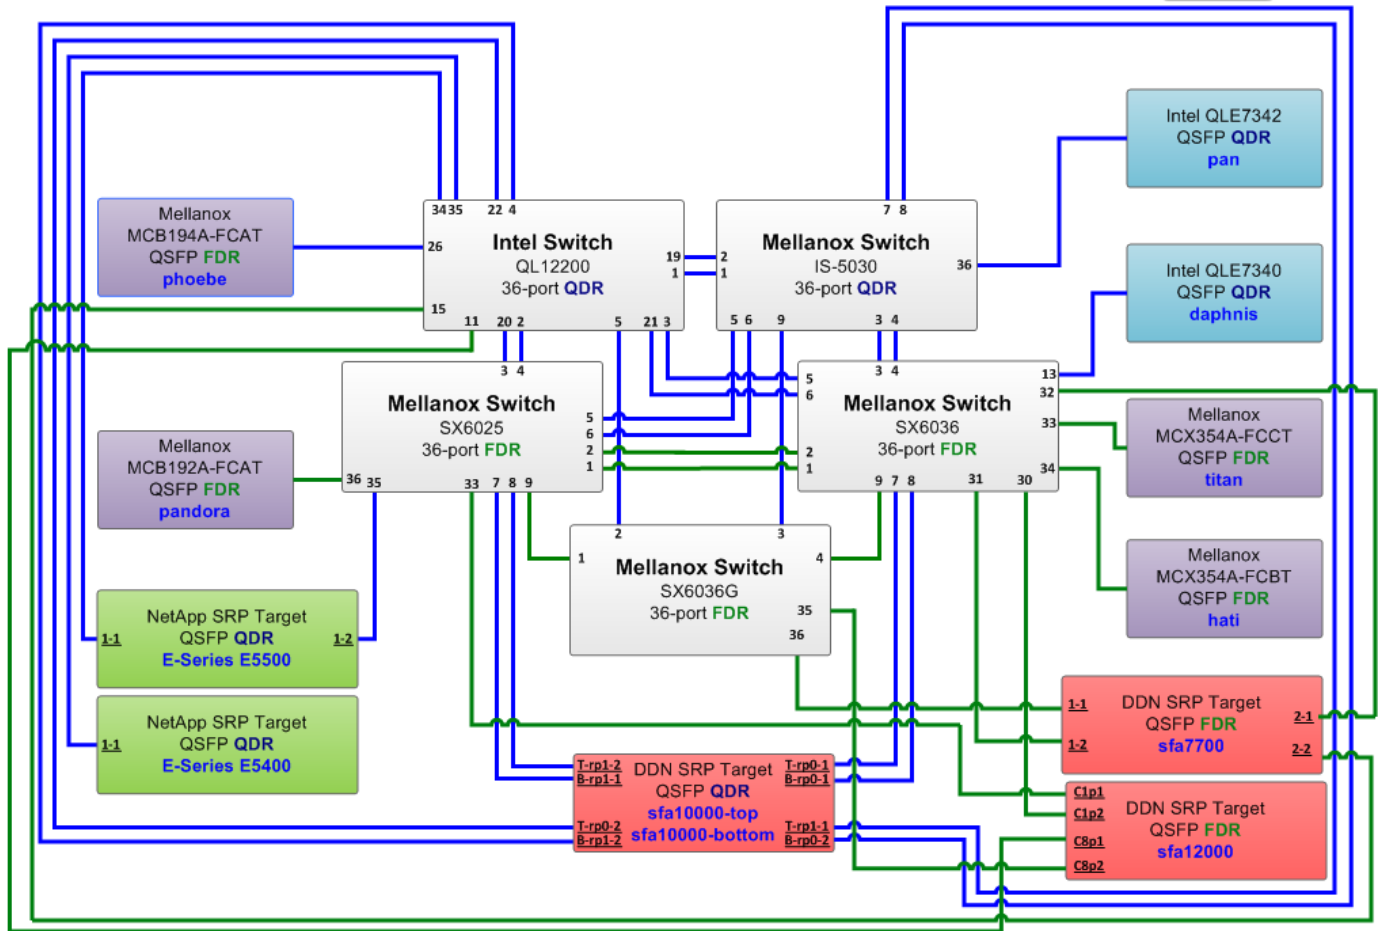 7 8
Intel QLE7342
QSFP QDR
pan
Mellanox
MCB194A-FCAT
QSFP FDR
phoebe
34 35 22 4
26
Intel Switch
QL12200
36-port QDR
19
1
15
11
20 2
5
21 3
2
1
Mellanox Switch
IS-5030
36-port QDR
36
5 6
9
3 4
Intel QLE7340
QSFP QDR
daphnis
3 4
Mellanox Switch
SX6025
36-port FDR
5
6
2
1
36 35
33
7 8 9
3 4
5
6
Mellanox Switch
SX6036
36-port FDR
2
1
13
32
33
34
9 7 8
31
30
Mellanox
MCX354A-FCCT
QSFP FDR
titan
Mellanox
MCB192A-FCAT
QSFP FDR
pandora
2
3
1
4
Mellanox Switch
SX6036G
36-port FDR
35
36
Mellanox
MCX354A-FCBT
QSFP FDR
hati
NetApp SRP Target
QSFP QDR
E-Series E5500
1-1
1-2
NetApp SRP Target
QSFP QDR
E-Series E5400
1-1
1-1
1-2
DDN SRP Target
QSFP FDR
sfa7700
2-1
2-2
T-rp1-2
B-rp1-1
DDN SRP Target
QSFP QDR
sfa10000-top
sfa10000-bottom
T-rp0-1
B-rp0-1
T-rp0-2
B-rp1-2
T-rp1-1
B-rp0-2
C1p1
C1p2
C8p1
C8p2
DDN SRP Target
QSFP FDR
sfa12000